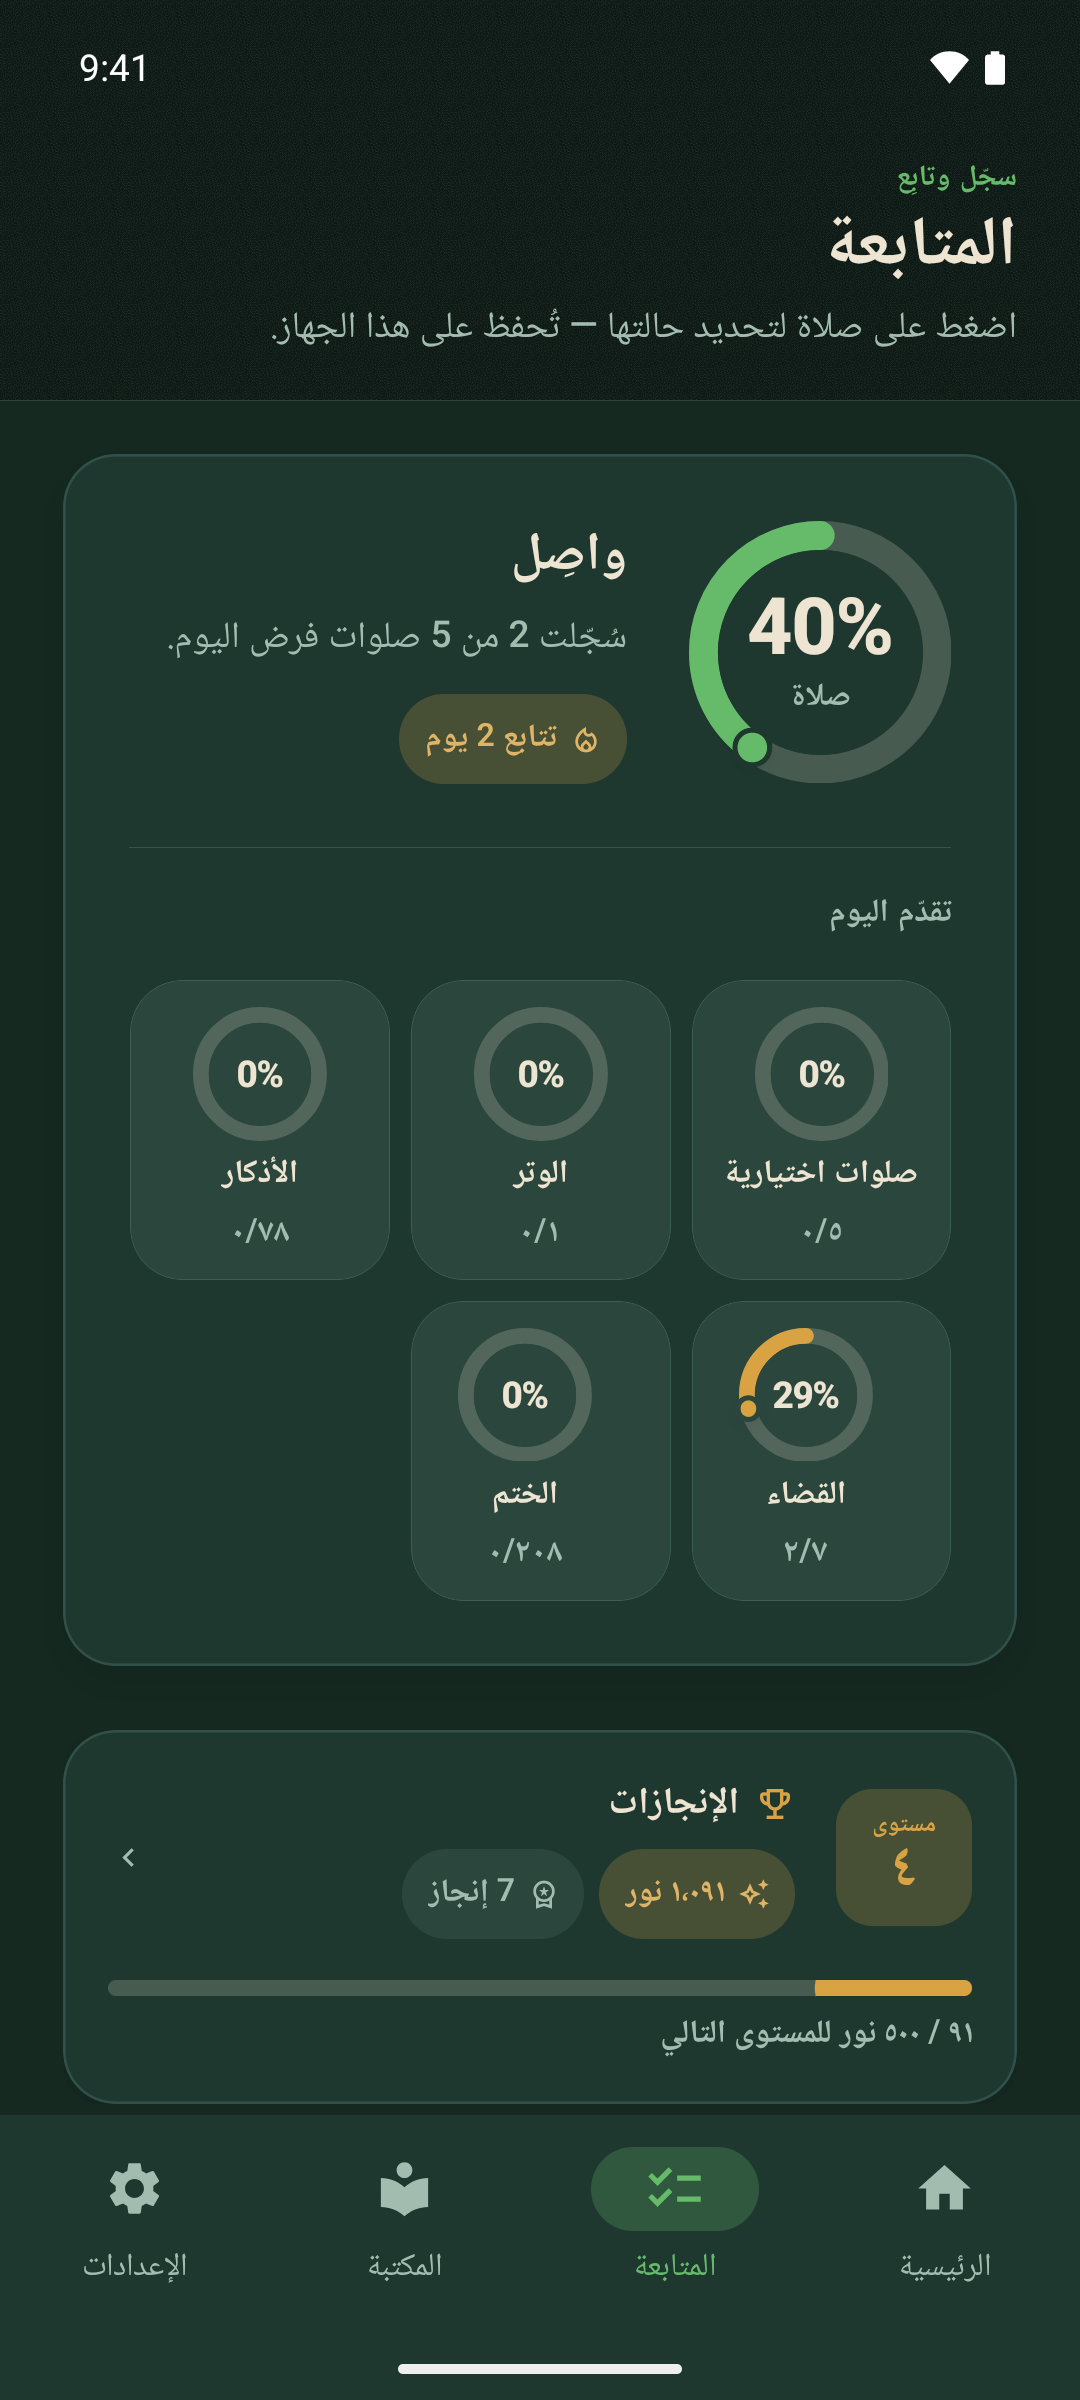 9:41
سجّل وتابِع
المتابعة
اضغط على صلاة لتحديد حالتها — تُحفظ على هذا الجهاز.
40%
صلاة
واصِل
سُجّلت 2 من 5 صلوات فرض اليوم.
تتابع 2 يوم
تقدّم اليوم
0%
صلوات اختيارية
٠/٥
0%
الوتر
٠/١
0%
الأذكار
٠/٧٨
29%
القضاء
٢/٧
0%
الختم
٠/٢٠٨
مستوى
٤
الإنجازات
١،٠٩١ نور
7 إنجاز
٩١ / ٥٠٠ نور للمستوى التالي
الرئيسية
المتابعة
المكتبة
الإعدادات